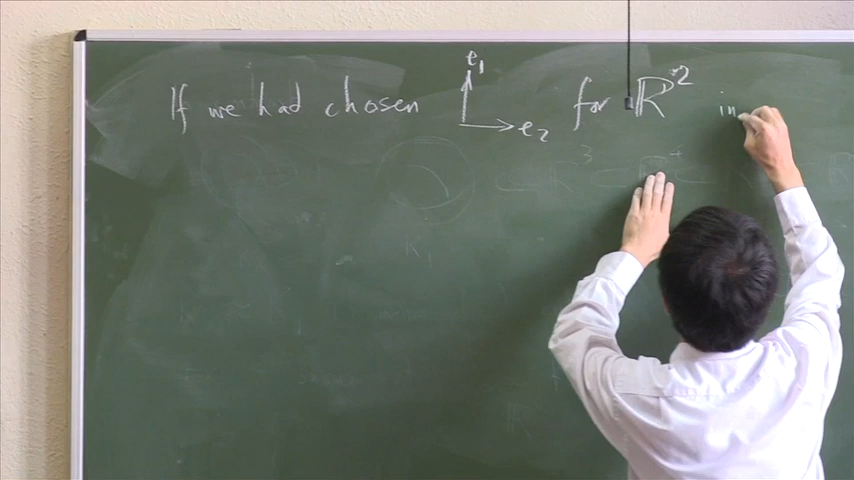 If we had chosen e₁ e₂ for ℝ² in